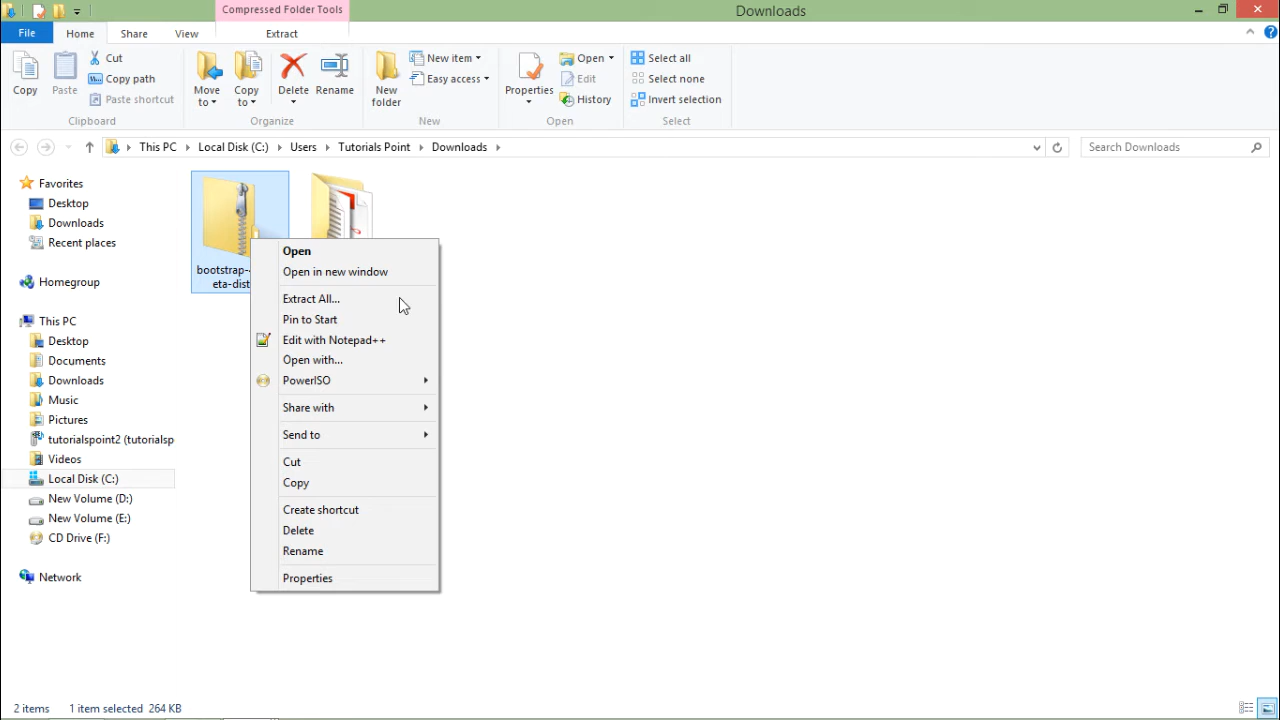 Compressed Folder Tools
Downloads
File
Home
Share
View
Extract
Copy
Paste
Cut
Copy path
Paste shortcut
Clipboard
Move to
Copy to
Delete
Rename
Organize
New folder
New item
Easy access
New
Properties
Open
Edit
History
Open
Select all
Select none
Invert selection
Select
This PC
Local Disk (C:)
Users
Tutorials Point
Downloads
Search Downloads
Favorites
Desktop
Downloads
Recent places
Homegroup
This PC
Desktop
Documents
Downloads
Music
Pictures
tutorialspoint2 (tutorialsp
Videos
Local Disk (C:)
New Volume (D:)
New Volume (E:)
CD Drive (F:)
Network
bootstrap-
eta-dist
Open
Open in new window
Extract All...
Pin to Start
Edit with Notepad++
Open with...
PowerISO
Share with
Send to
Cut
Copy
Create shortcut
Delete
Rename
Properties
2 items 1 item selected 264 KB